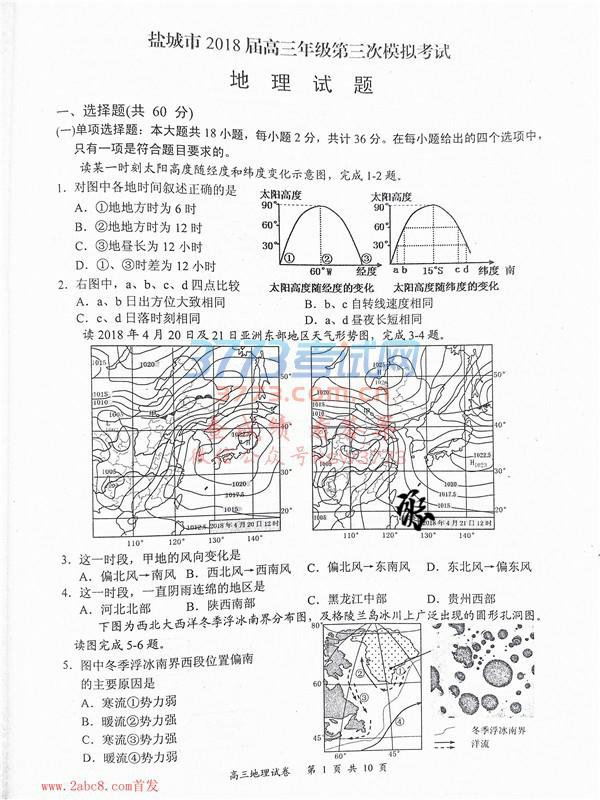 盐城市 2018 届高三年级第三次模拟考试
地 理 试 题
一、选择题(共 60 分)
(一)单项选择题：本大题共 18 小题，每小题 2 分，共计 36 分。在每小题给出的四个选项中，
只有一项是符合题目要求的。
读某一时刻太阳高度随经度和纬度变化示意图，完成1-2 题。
1. 对图中各地时间叙述正确的是
A. ①地地方时为 6 时
B. ②地地方时为 12 时
C. ③地昼长为 12 小时
D. ①、③时差为 12 小时
太阳高度
90°
60°
30°
① ② ③
60°W 经度
太阳高度随经度的变化
太阳高度
90°
60°
30°
a b 15°S c d 纬度 南
太阳高度随纬度的变化
2. 右图中，a、b、c、d 四点比较
A. a、b 日出方位大致相同 B. b、c 自转线速度相同
C. c、d 日落时刻相同 D. a、d 昼夜长短相同
读 2018 年 4 月 20 日及 21 日亚洲东部地区天气形势图，完成3-4 题。
3773考试网
3773.com.cn
1015 1020 50°
1015
1010 40°
1005 30°
1020
1017.5 20°
1012.5 2018 年 4 月 20 日 12 时
110° 120° 130° 140°
50°
1015
1010 40°
1022.5
H
1023
30°
1020
1017.5
1015 20°
2018 年 4 月 21 日 12 时
110° 120° 130° 140°
3. 这一时段，甲地的风向变化是
A. 偏北风→南风 B. 西北风→西南风 C. 偏北风→东南风 D. 东北风→偏东风
4. 这一时段，一直阴雨连绵的地区是
A. 河北北部 B. 陕西南部 C. 黑龙江中部 D. 贵州西部
下图为西北大西洋冬季浮冰南界分布图，及格陵兰岛冰川上广泛出现的圆形孔洞图。
读图完成5-6 题。
5. 图中冬季浮冰南界西段位置偏南
的主要原因是
A. 寒流①势力弱
B. 暖流②势力强
C. 寒流③势力强
D. 暖流④势力弱
80
60
45
60° 45°
① ② ③ ④
冬季浮冰南界
洋流
高三地理试卷 第 1 页 共 10 页
www.2abc8.com首发